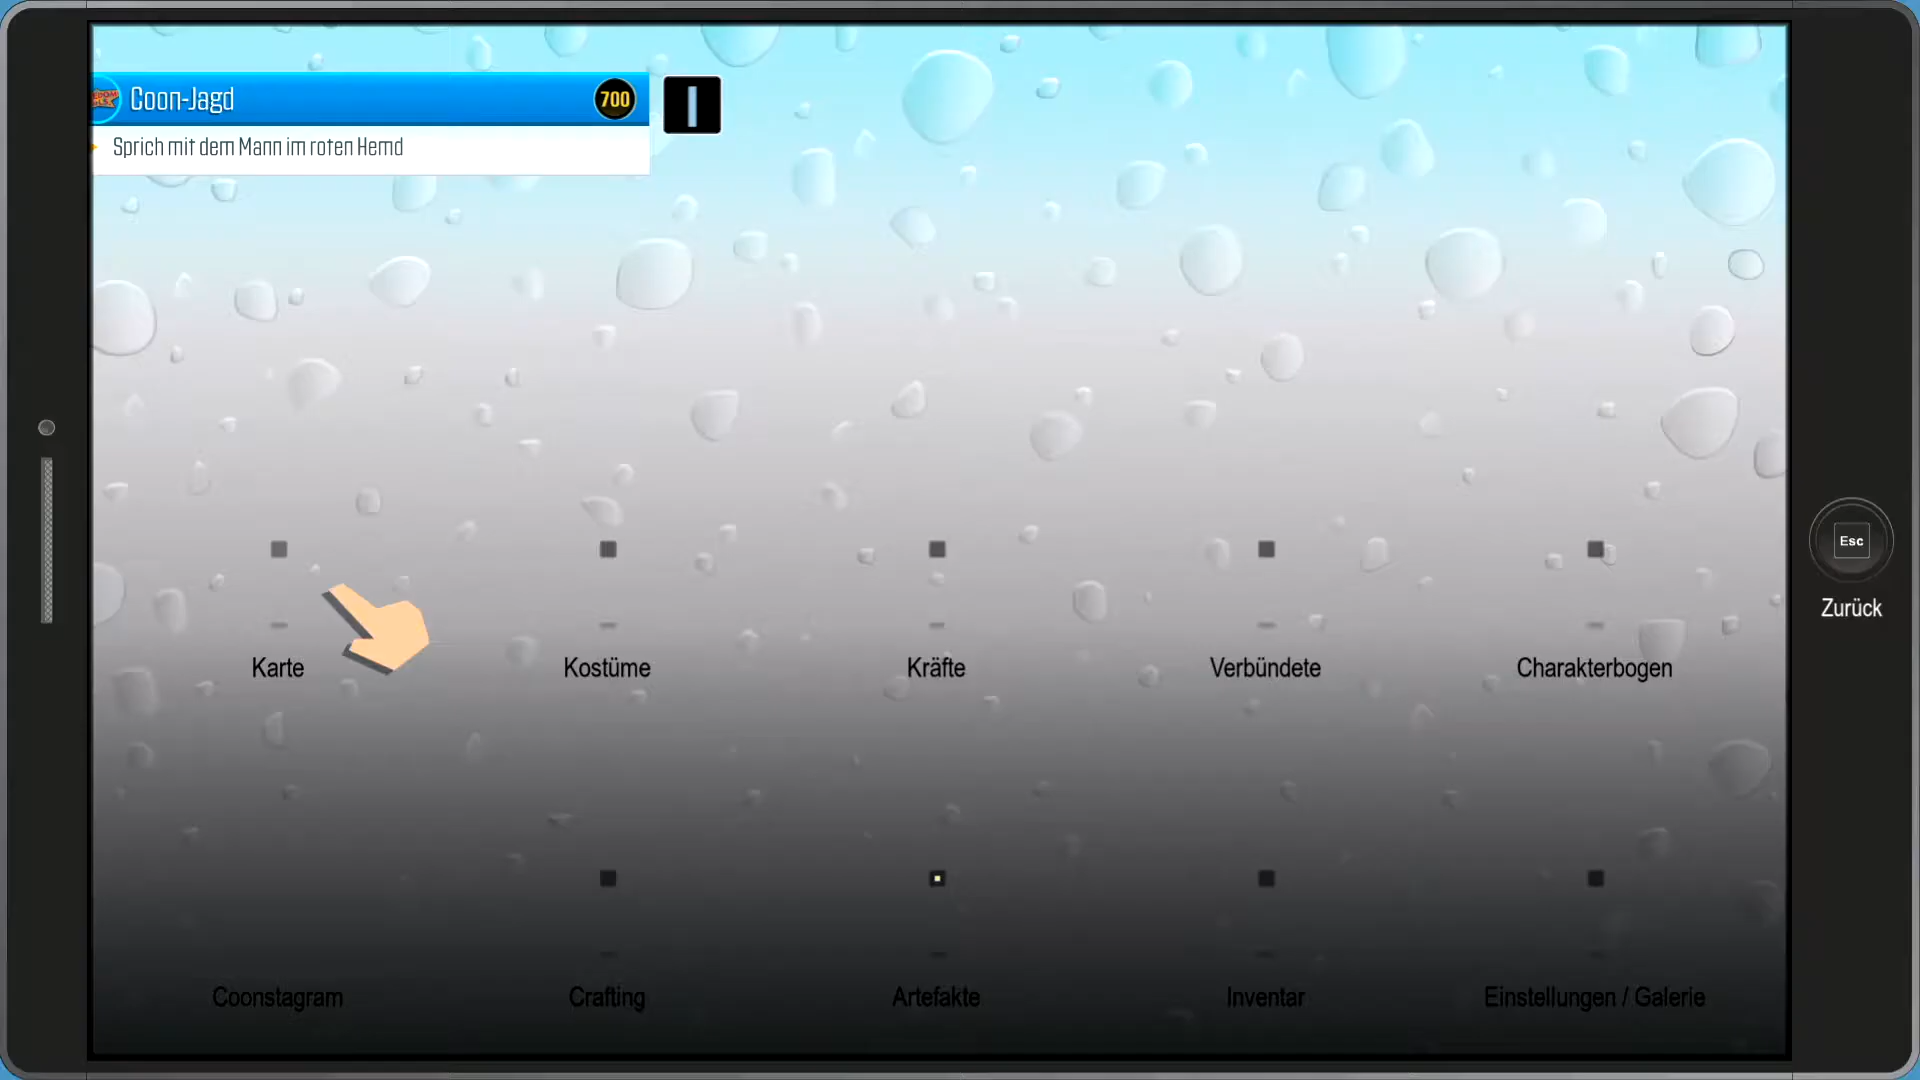 Coon-Jagd
700
Sprich mit dem Mann im roten Hemd
Esc
Zurück
Karte
Kostüme
Kräfte
Verbündete
Charakterbogen
Coonstagram
Crafting
Artefakte
Inventar
Einstellungen / Galerie